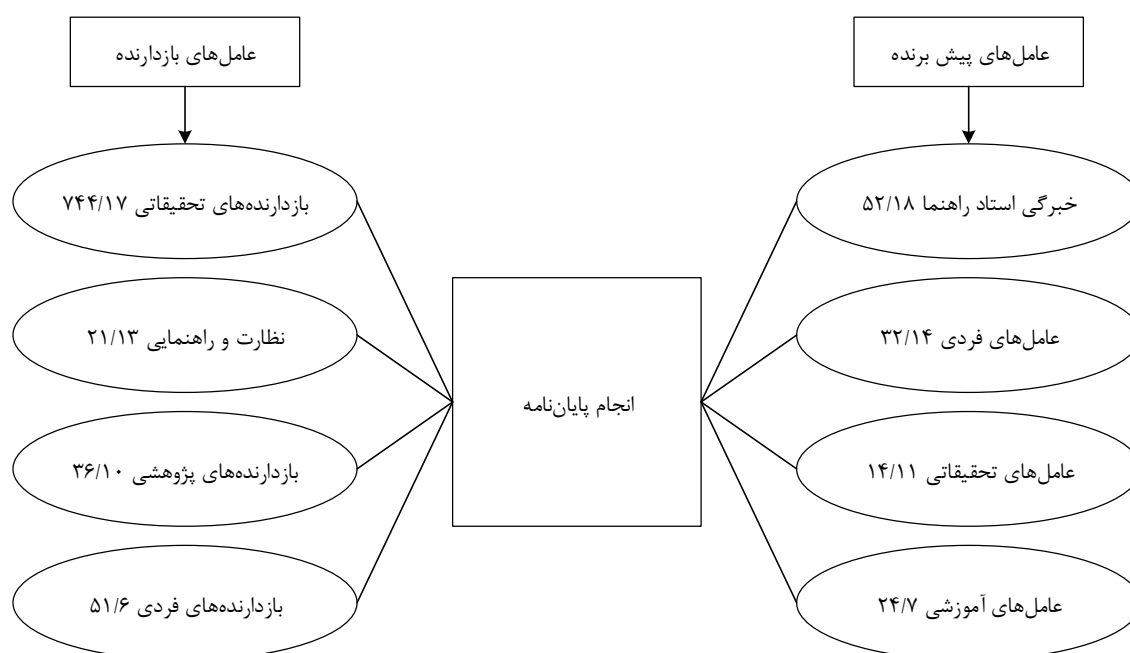 عامل‌های پیش برنده
عامل‌های بازدارنده
خبرگی استاد راهنما ۵۲/۱۸
بازدارنده‌های تحقیقاتی ۷۴۴/۱۷
عامل‌های فردی ۳۲/۱۴
نظارت و راهنمایی ۲۱/۱۳
انجام پایان‌نامه
عامل‌های تحقیقاتی ۱۴/۱۱
بازدارنده‌های پژوهشی ۳۶/۱۰
عامل‌های آموزشی ۲۴/۷
بازدارنده‌های فردی ۵۱/۶